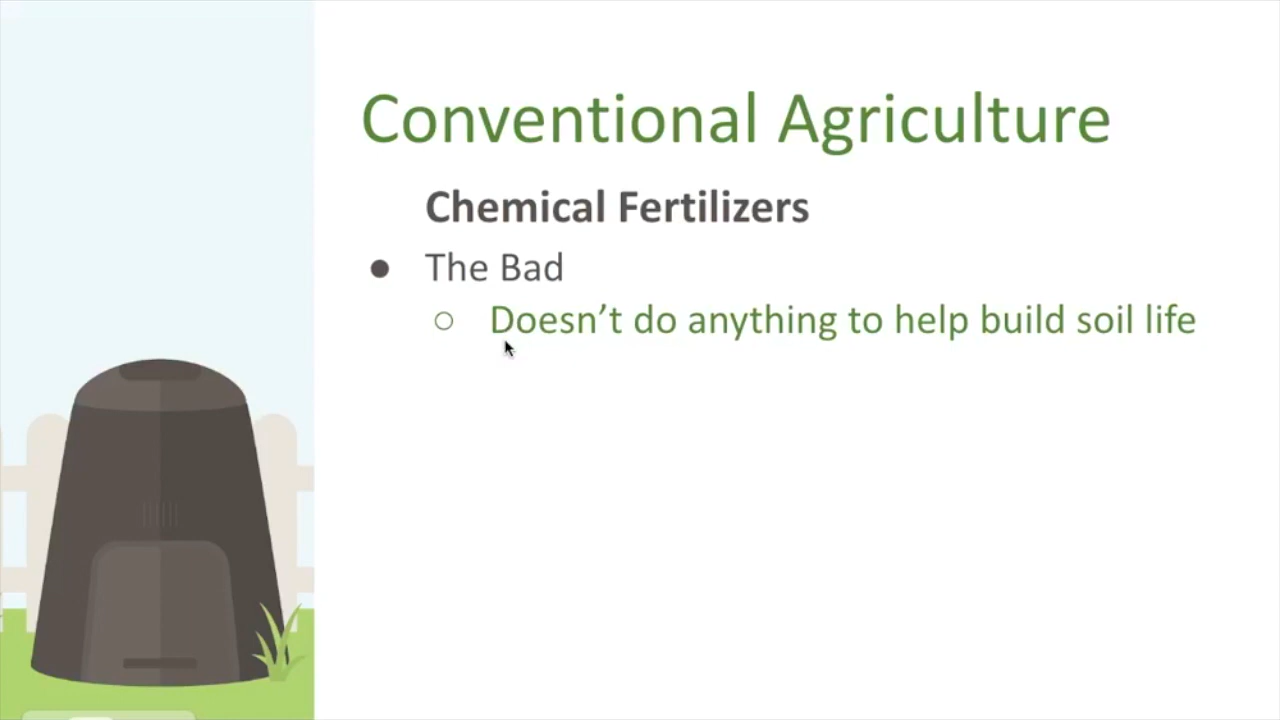 Conventional Agriculture
Chemical Fertilizers
● The Bad
○ Doesn’t do anything to help build soil life